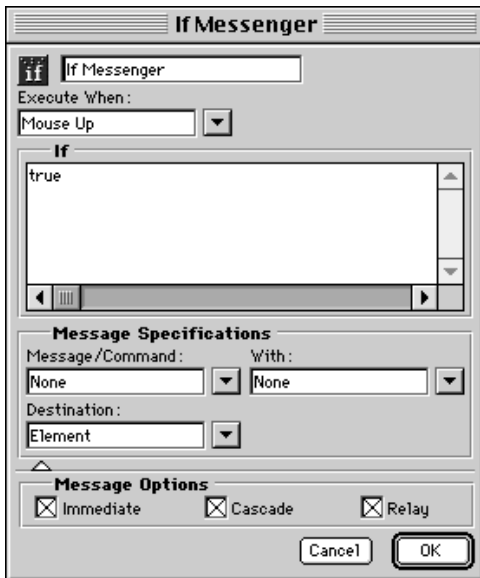 If Messenger
if If Messenger
Execute When:
Mouse Up
If
true
Message Specifications
Message/Command: With:
None None
Destination:
Element
Message Options
Immediate Cascade Relay
Cancel OK